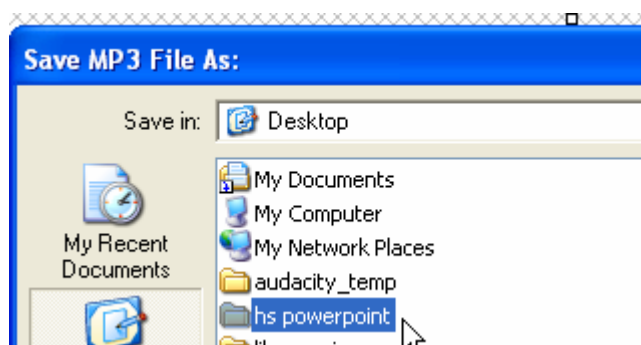 Save MP3 File As:
Save in: Desktop
My Documents
My Computer
My Recent Documents
My Network Places
audacity_temp
hs powerpoint